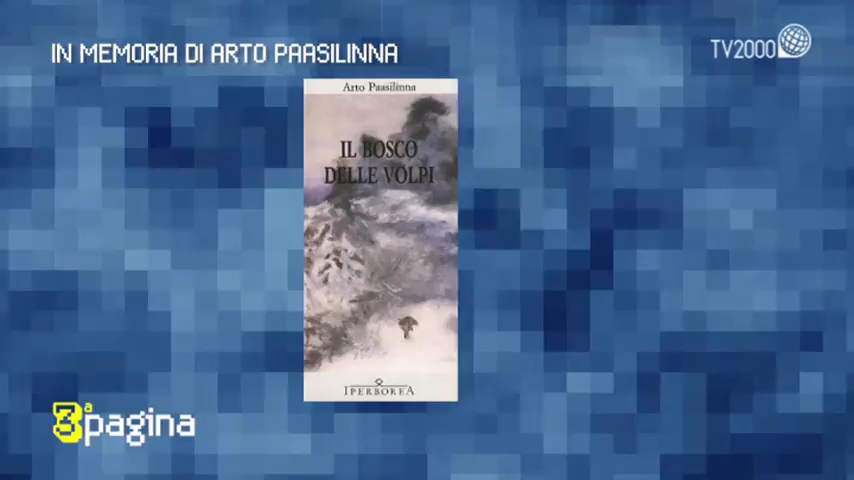 IN MEMORIA DI ARTO PAASILINNA
TV2000
Arto Paasilinna
IL BOSCO
DELLE VOLPI
IPERBOREA
3ª pagina